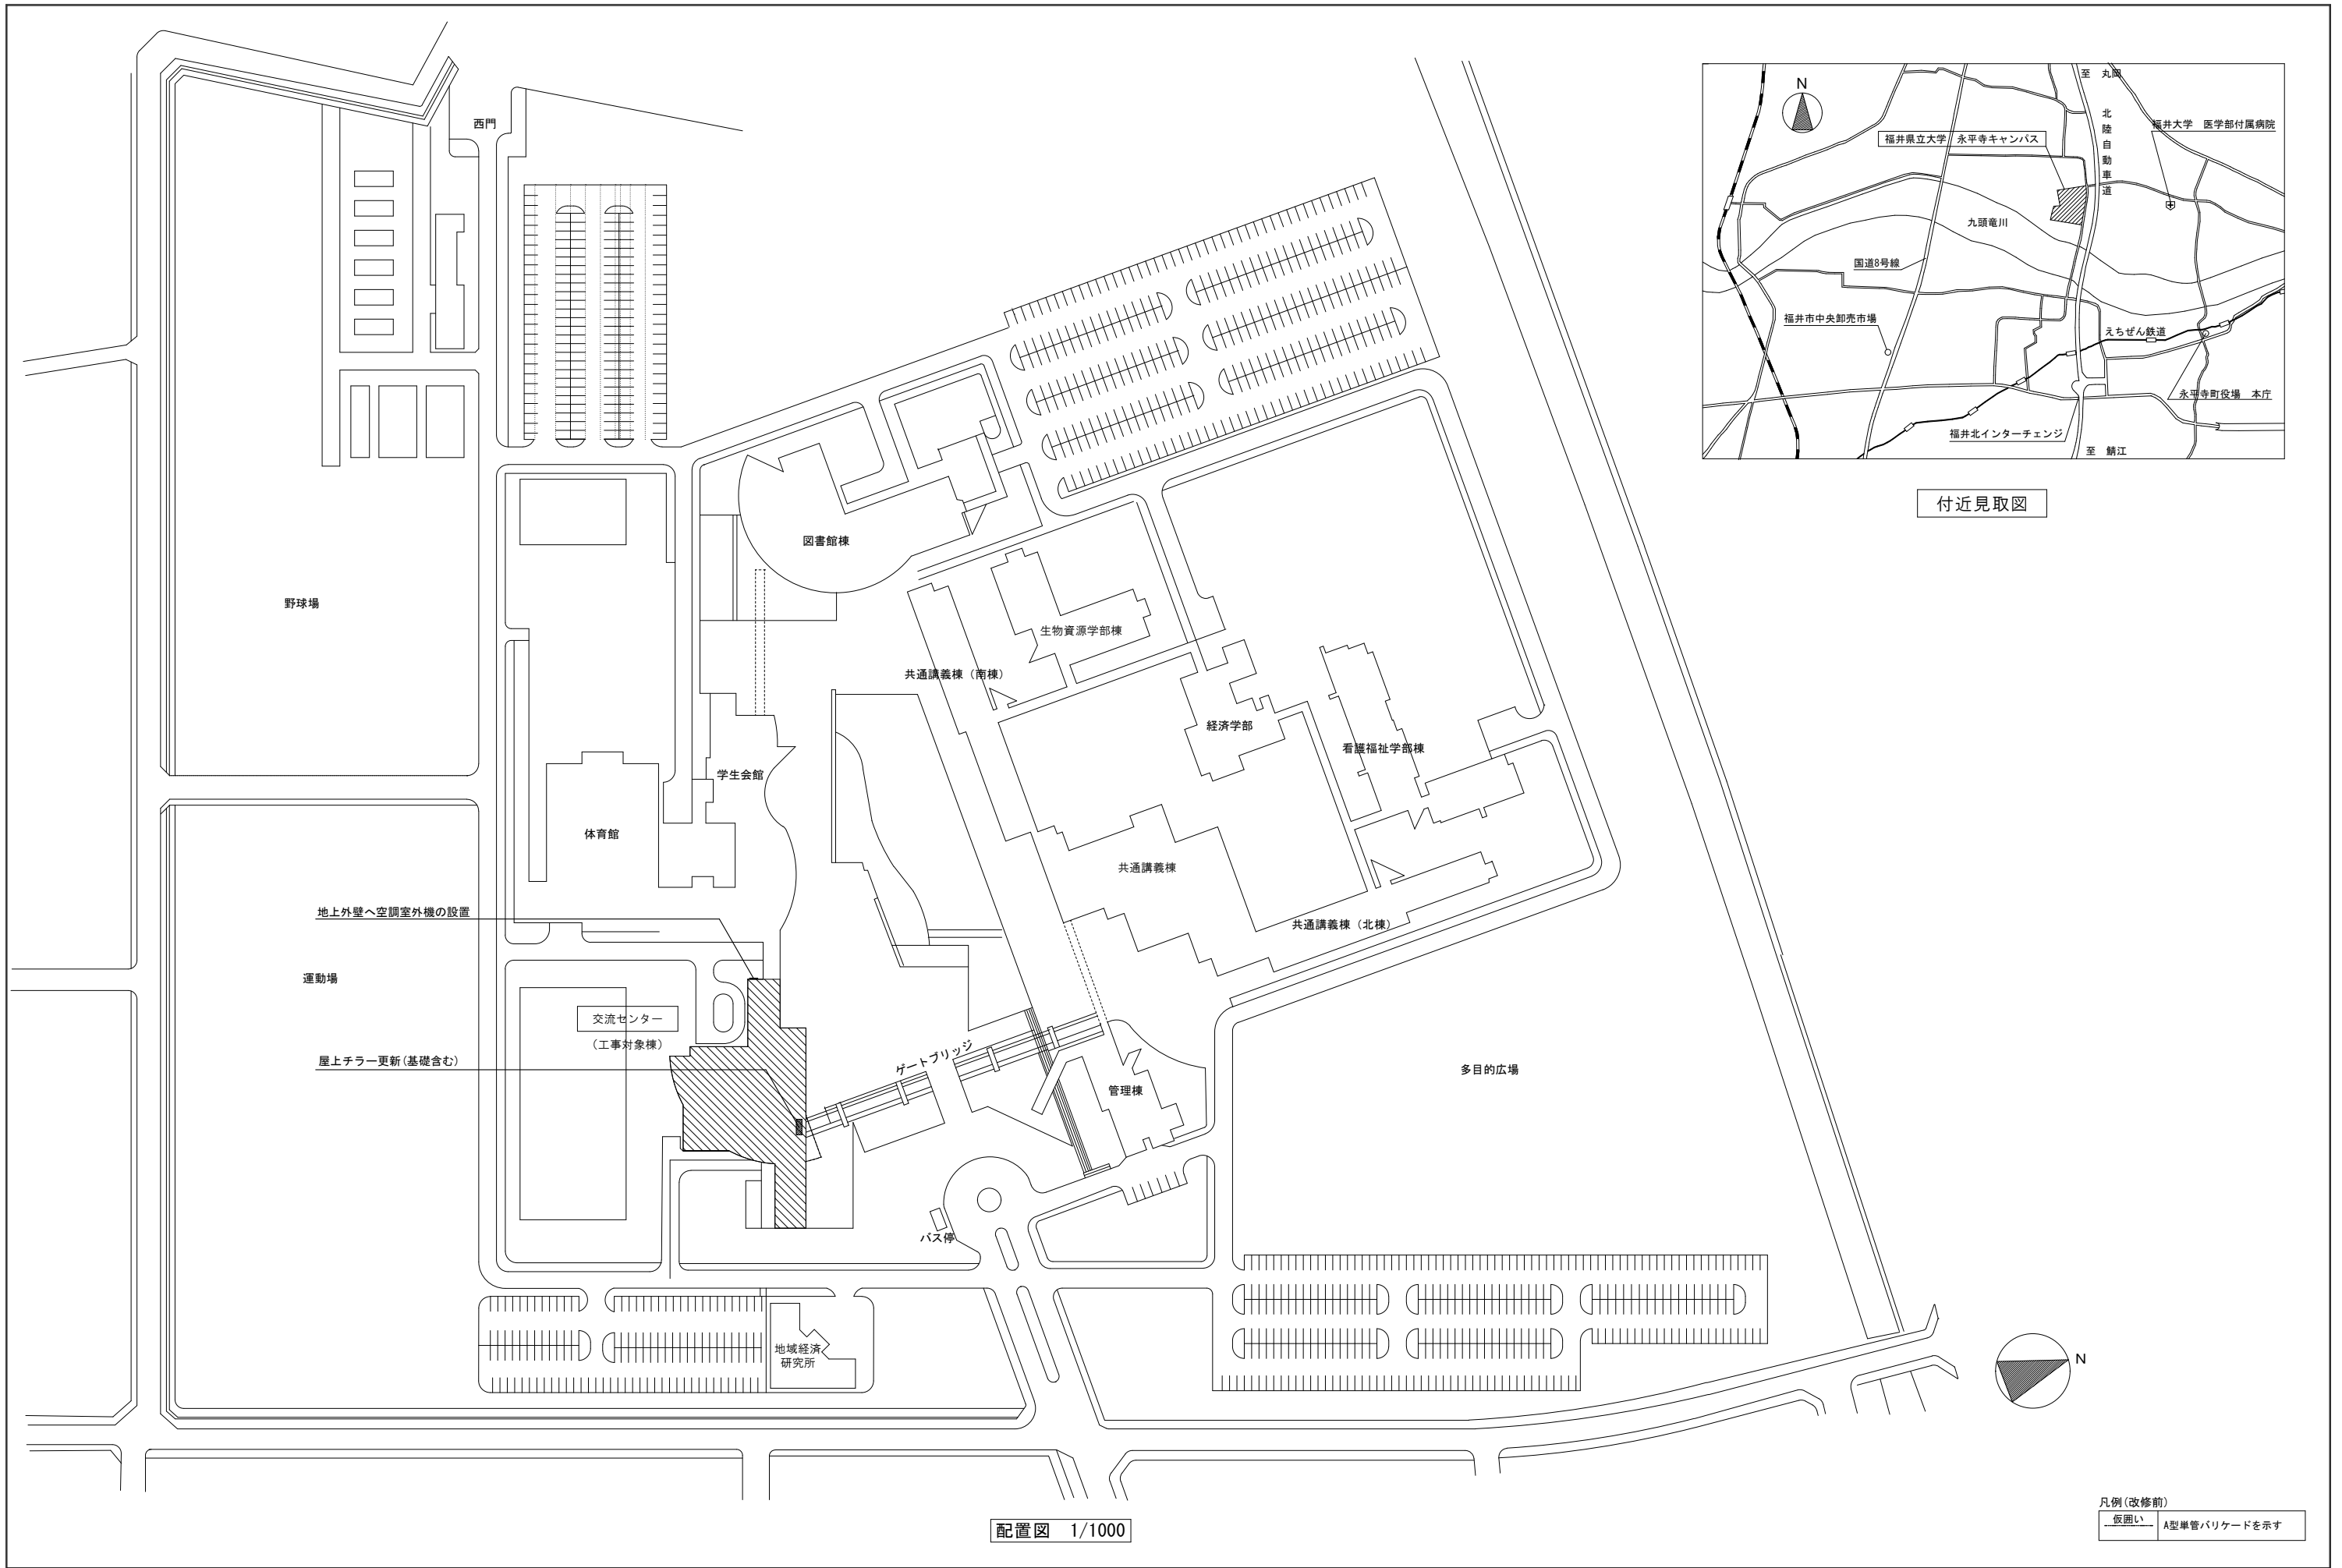 西門
野球場
図書館棟
生物資源学部棟
共通講義棟（南棟）
経済学部
看護福祉学部棟
学生会館
体育館
共通講義棟
共通講義棟（北棟）
地上外壁へ空調室外機の設置
運動場
交流センター
（工事対象棟）
屋上チラー更新(基礎含む)
ゲートブリッジ
管理棟
多目的広場
バス停
地域経済
研究所
N
配置図 1/1000
N
至 丸岡
北陸自動車道
福井大学 医学部付属病院
福井県立大学 永平寺キャンパス
九頭竜川
国道8号線
福井市中央卸売市場
えちぜん鉄道
永平寺町役場 本庁
福井北インターチェンジ
至 鯖江
付近見取図
凡例(改修前)
仮囲い A型単管バリケードを示す